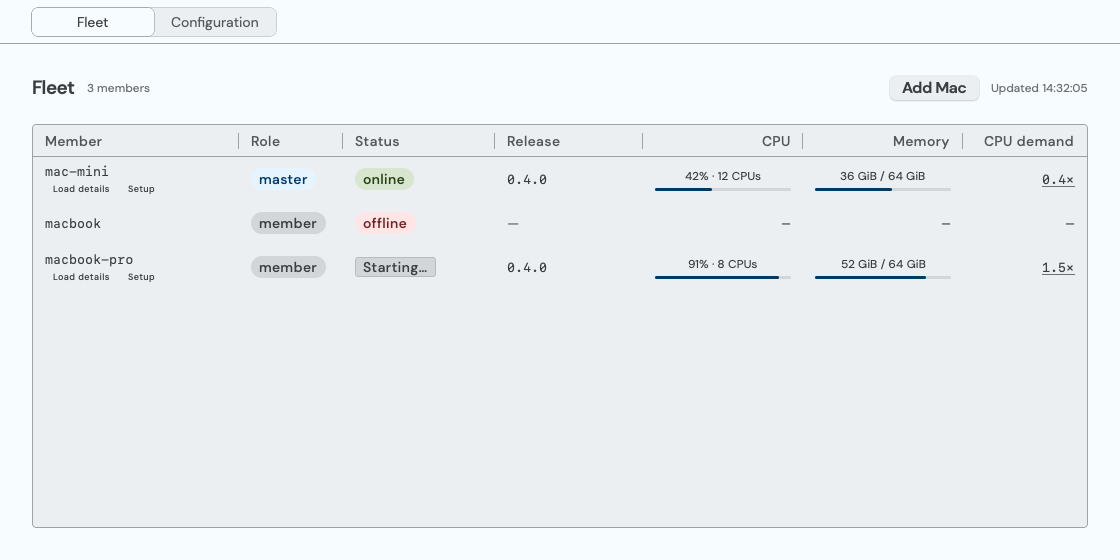 Fleet Configuration
Fleet 3 members Add Mac Updated 14:32:05
Member Role Status Release CPU Memory CPU demand
mac-mini master online 0.4.0 42% · 12 CPUs 36 GiB / 64 GiB 0.4×
Load details Setup
macbook member offline — — — —
macbook-pro member Starting… 0.4.0 91% · 8 CPUs 52 GiB / 64 GiB 1.5×
Load details Setup